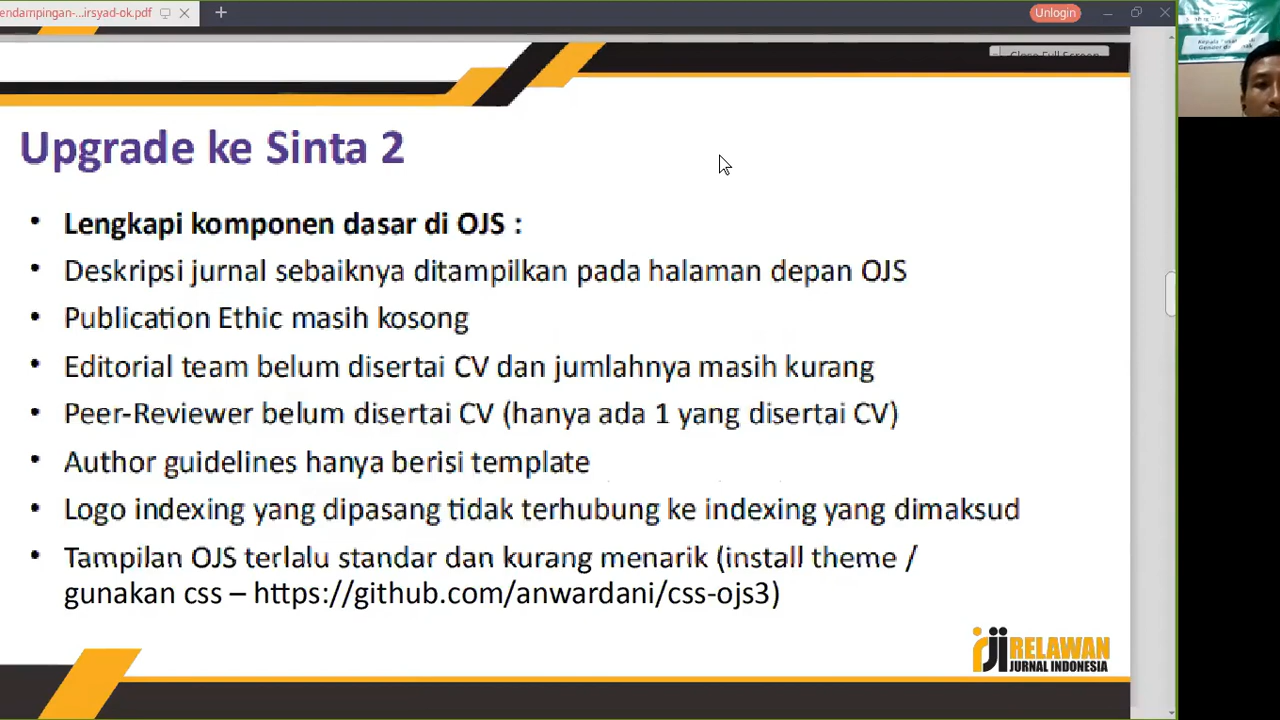 endampingan-...irsyad-ok.pdf
Unlogin
Upgrade ke Sinta 2
• Lengkapi komponen dasar di OJS :
• Deskripsi jurnal sebaiknya ditampilkan pada halaman depan OJS
• Publication Ethic masih kosong
• Editorial team belum disertai CV dan jumlahnya masih kurang
• Peer-Reviewer belum disertai CV (hanya ada 1 yang disertai CV)
• Author guidelines hanya berisi template
• Logo indexing yang dipasang tidak terhubung ke indexing yang dimaksud
• Tampilan OJS terlalu standar dan kurang menarik (install theme /
gunakan css – https://github.com/anwardani/css-ojs3)
RELAWAN
JURNAL INDONESIA